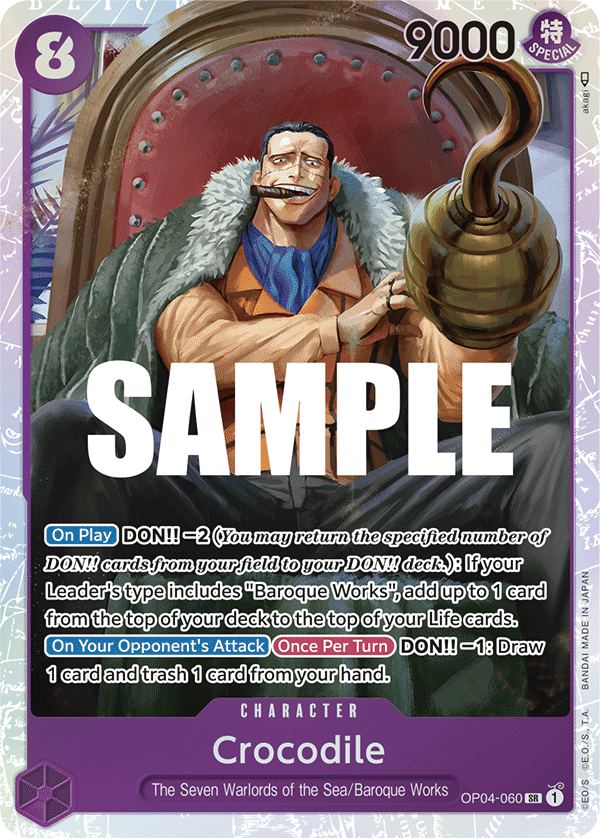 8
9000
特
SPECIAL
akagi
SAMPLE
On Play DON!! −2 (You may return the specified number of
DON!! cards from your field to your DON!! deck.): If your
Leader's type includes "Baroque Works", add up to 1 card
from the top of your deck to the top of your Life cards.
On Your Opponent's Attack Once Per Turn DON!! −1: Draw
1 card and trash 1 card from your hand.
CHARACTER
Crocodile
The Seven Warlords of the Sea/Baroque Works
OP04-060 SR 1
©E.O/S ©E.O./S, T.A. BANDAI MADE IN JAPAN